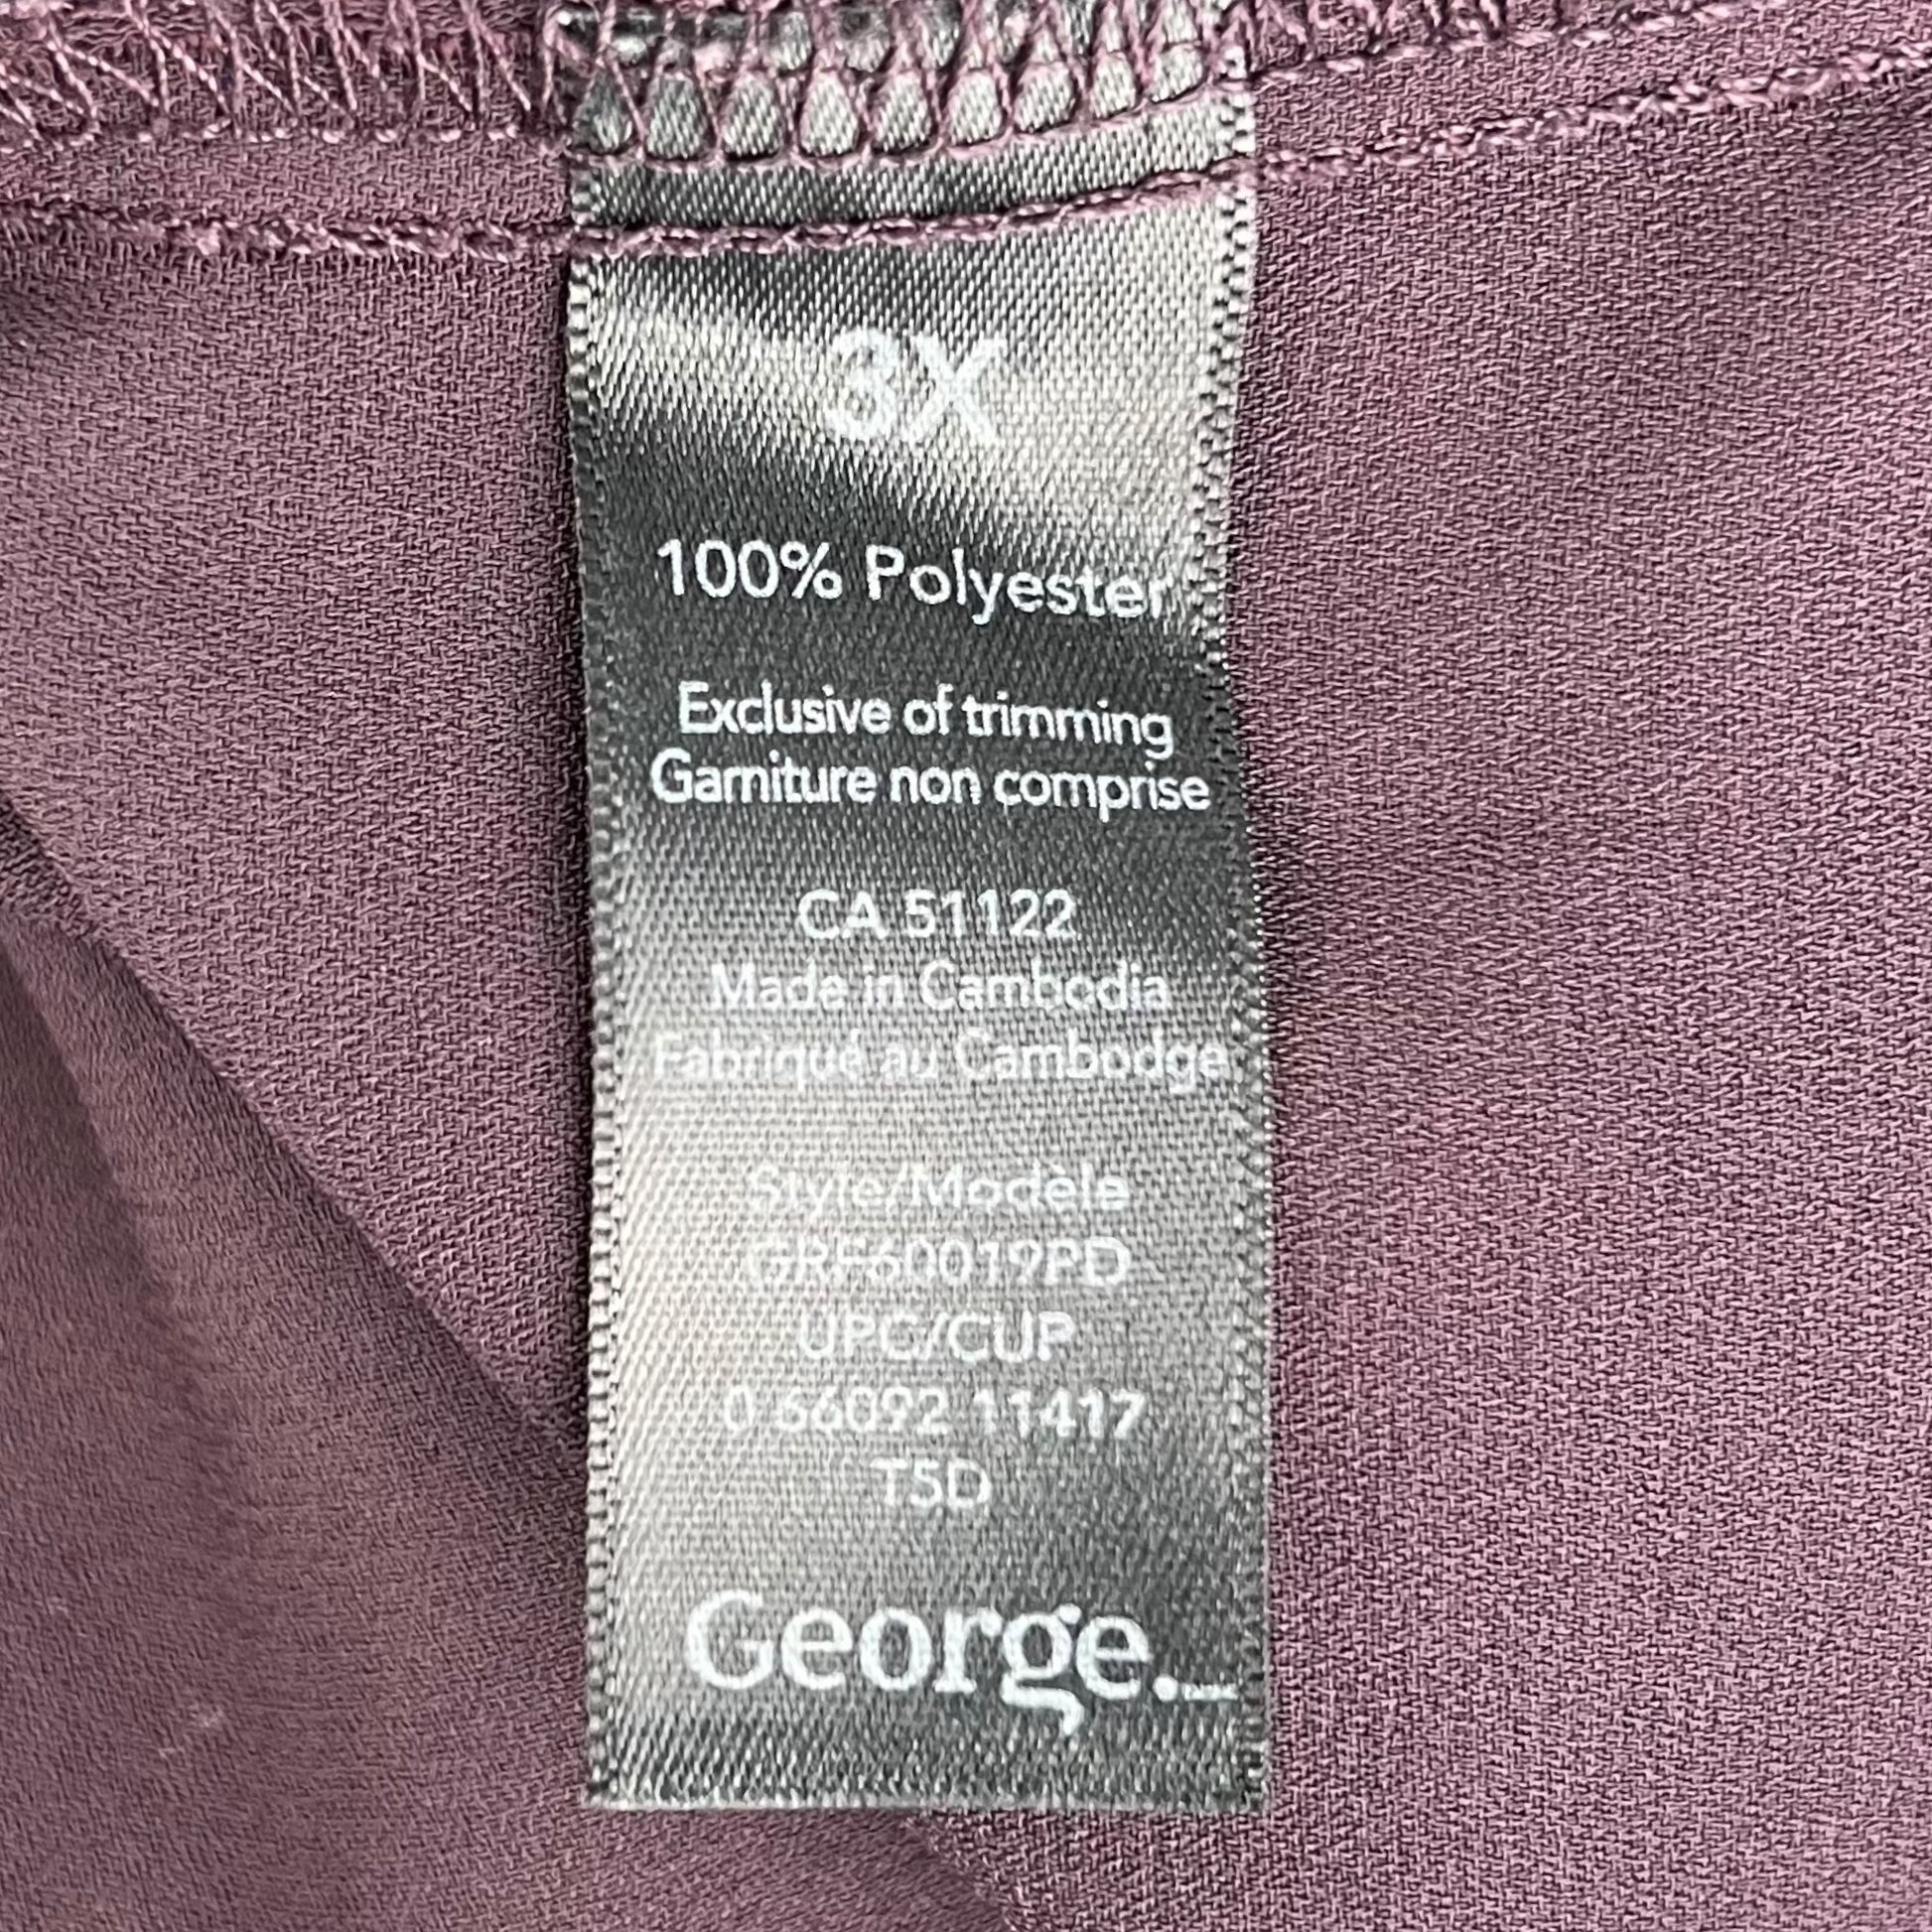 3X
100% Polyester
Exclusive of trimming
Garniture non comprise
CA 51122
Made in Cambodia
Fabriqué au Cambodge
Style/Modèle
GRF60019PD
UPC/CUP
0 66092 11417
T5D
George.